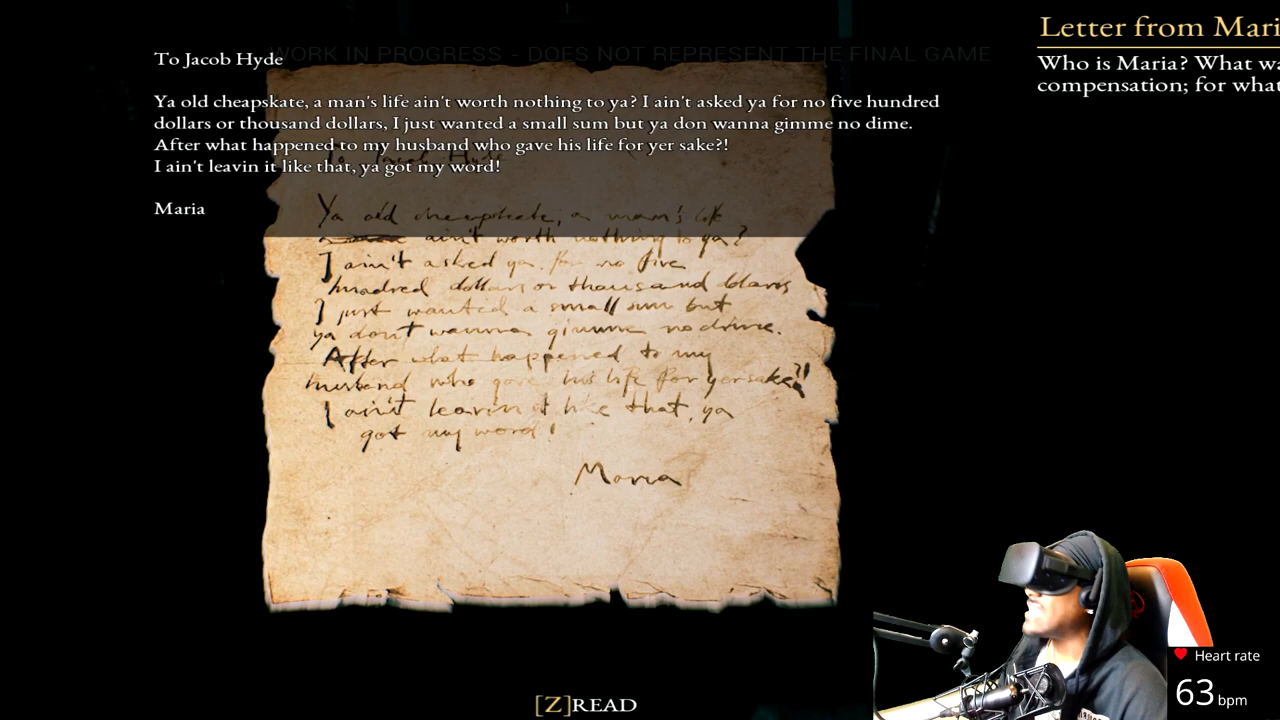 WORK IN PROGRESS - DOES NOT REPRESENT THE FINAL GAME
Letter from Mari
Who is Maria? What wa
compensation; for what
To Jacob Hyde
Ya old cheapskate, a man's life ain't worth nothing to ya? I ain't asked ya for no five hundred
dollars or thousand dollars, I just wanted a small sum but ya don wanna gimme no dime.
After what happened to my husband who gave his life for yer sake?!
I ain't leavin it like that, ya got my word!
Maria
To Jacob Hyde
Ya old cheapskate, a man's life
ain't worth nothing to ya?
I ain't asked ya for no five
hundred dollars or thousand dollars
I just wanted a small sum but
ya don't wanna gimme no dime.
After what happened to my
husband who gave his life for yer sake?!
I ain't leavin it like that, ya
got my word!
Maria
[Z]READ
Heart rate
63 bpm